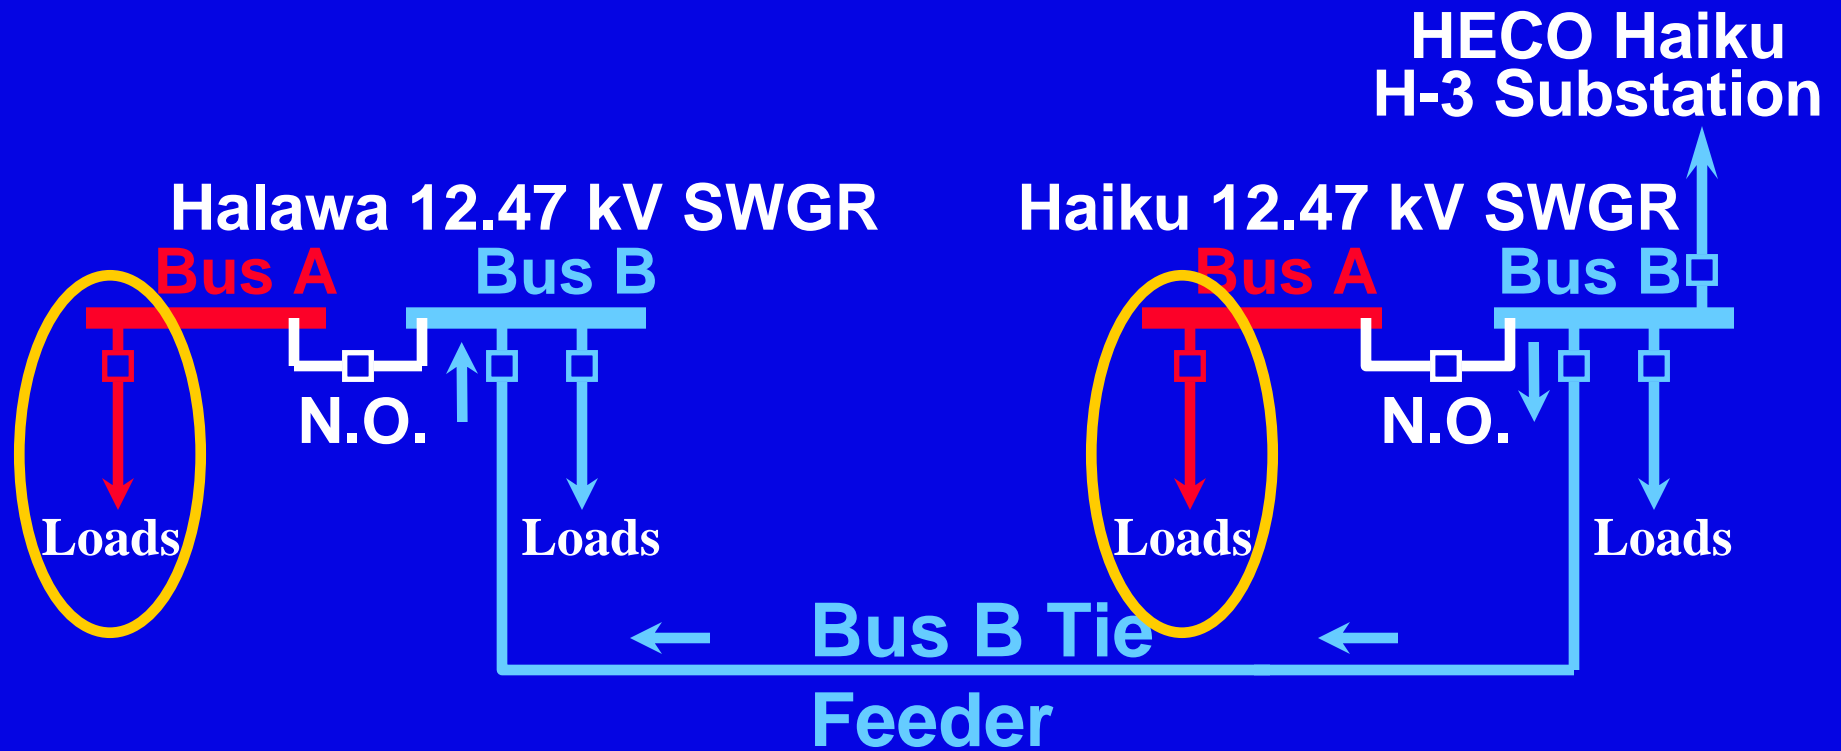 HECO Haiku
H-3 Substation
Halawa 12.47 kV SWGR
Haiku 12.47 kV SWGR
Bus A
Bus B
Bus A
Bus B
N.O.
N.O.
Loads
Loads
Loads
Loads
Bus B Tie
Feeder